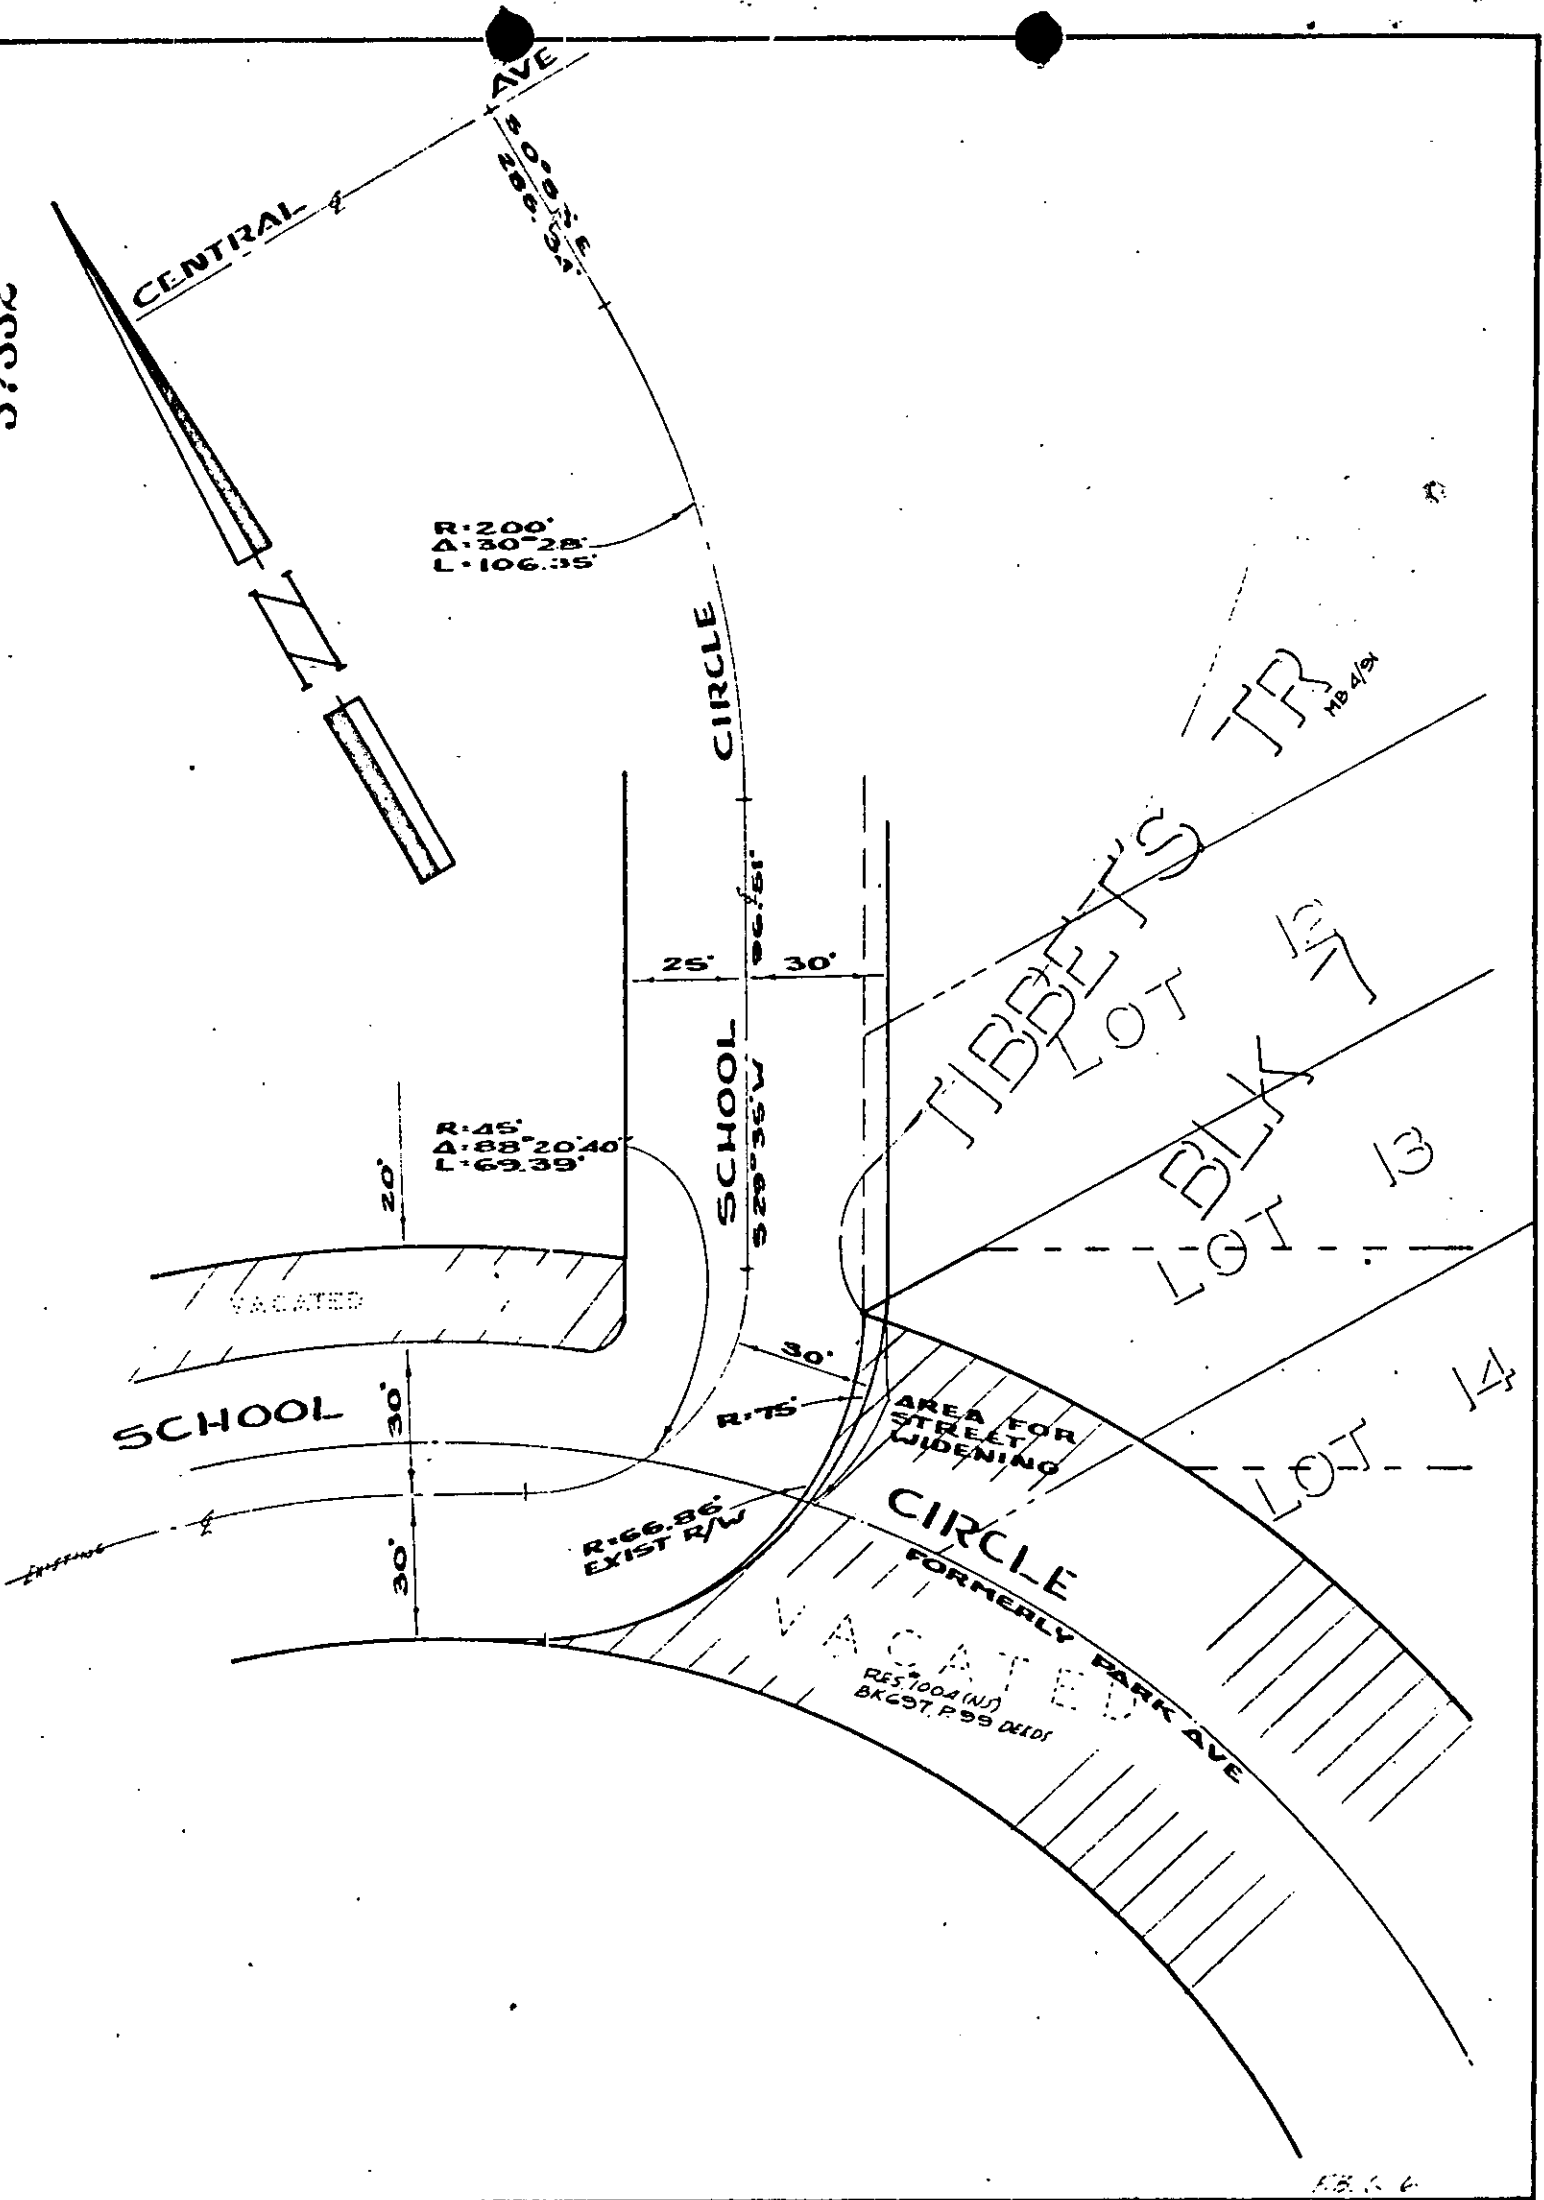 CENTRAL AVE
R=200'
Δ=30°28'
L=106.35'
CIRCLE
TR
MB 4/91
TIBBETS
96.81'
25'
30'
LOT 12
BLK 7
SCHOOL
S29°35'W
R=45'
Δ=88°20'40"
L=69.39'
20'
LOT 13
VACATED
30'
R=75'
SCHOOL
30'
AREA FOR
STREET
WIDENING
LOT 14
CIRCLE
FORMERLY PARK AVE
R=66.86'
EXIST R/W
EXISTING
30'
VACATED
RES.#1004 (NS)
BK697, P.99 DEEDS